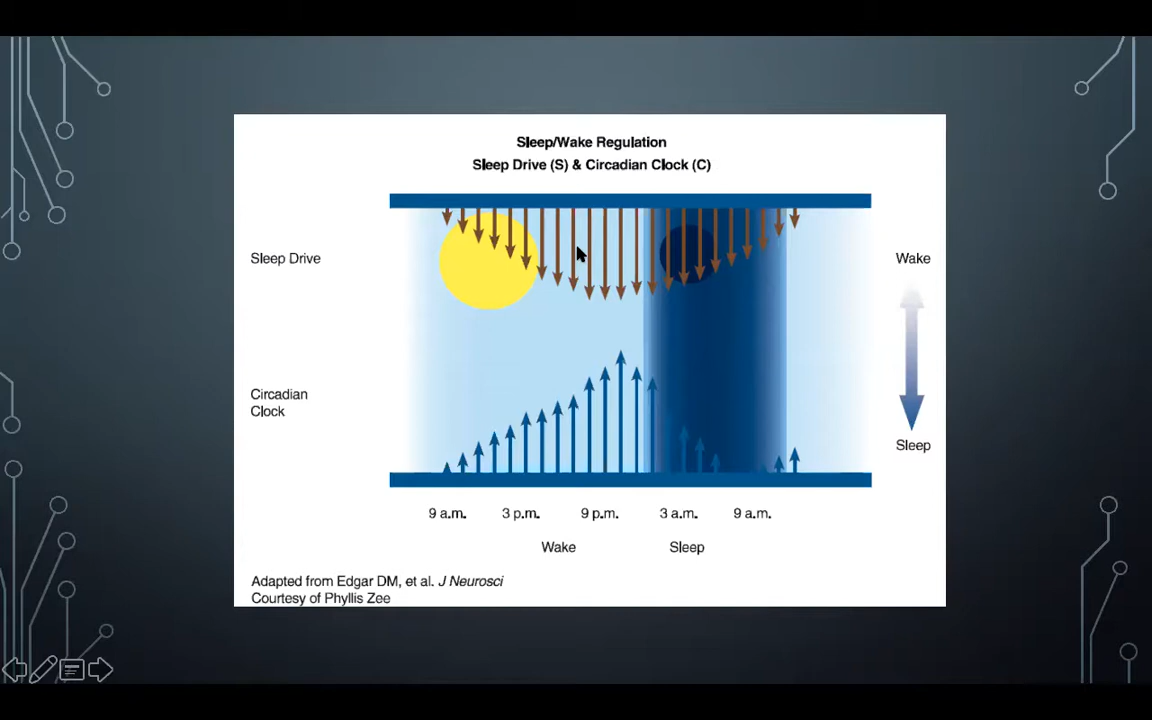 Sleep/Wake Regulation
Sleep Drive (S) & Circadian Clock (C)
Sleep Drive
Wake
Circadian
Clock
Sleep
9 a.m. 3 p.m. 9 p.m. 3 a.m. 9 a.m.
Wake Sleep
Adapted from Edgar DM, et al. J Neurosci
Courtesy of Phyllis Zee